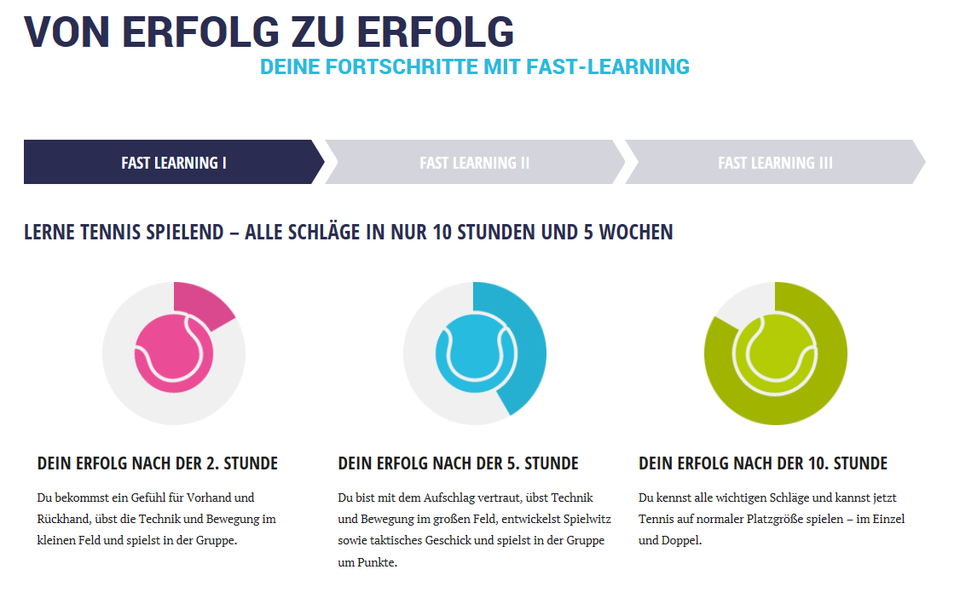 VON ERFOLG ZU ERFOLG
DEINE FORTSCHRITTE MIT FAST-LEARNING
FAST LEARNING I
FAST LEARNING II
FAST LEARNING III
LERNE TENNIS SPIELEND – ALLE SCHLÄGE IN NUR 10 STUNDEN UND 5 WOCHEN
DEIN ERFOLG NACH DER 2. STUNDE
Du bekommst ein Gefühl für Vorhand und
Rückhand, übst die Technik und Bewegung im
kleinen Feld und spielst in der Gruppe.
DEIN ERFOLG NACH DER 5. STUNDE
Du bist mit dem Aufschlag vertraut, übst Technik
und Bewegung im großen Feld, entwickelst Spielwitz
sowie taktisches Geschick und spielst in der Gruppe
um Punkte.
DEIN ERFOLG NACH DER 10. STUNDE
Du kennst alle wichtigen Schläge und kannst jetzt
Tennis auf normaler Platzgröße spielen – im Einzel
und Doppel.